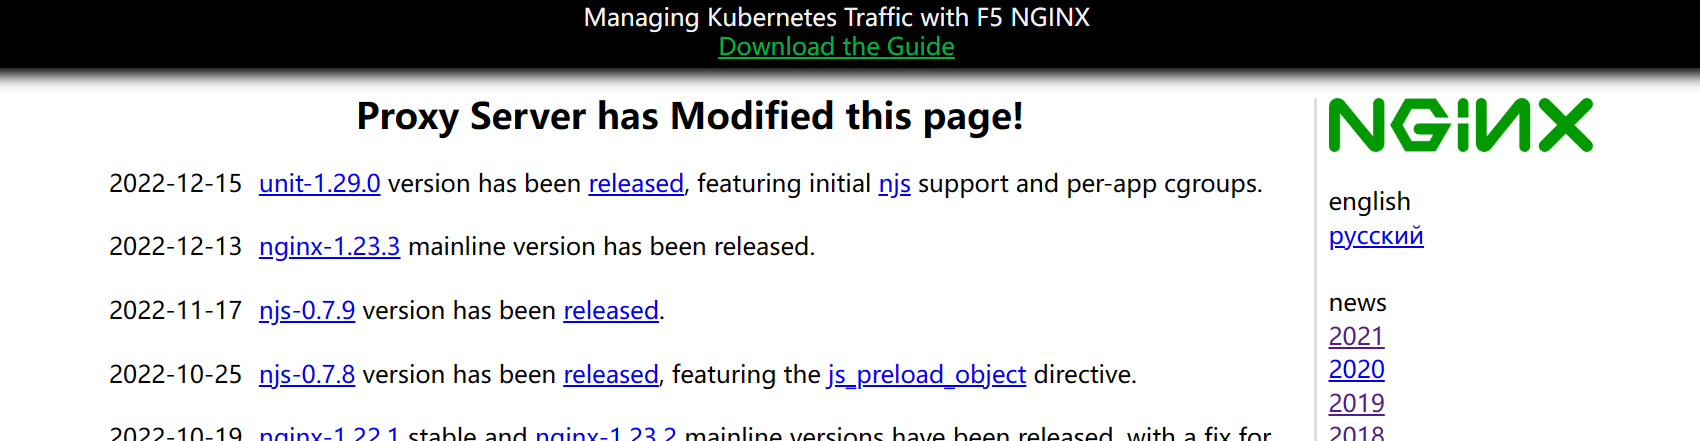 Managing Kubernetes Traffic with F5 NGINX
Download the Guide
Proxy Server has Modified this page!
2022-12-15 unit-1.29.0 version has been released, featuring initial njs support and per-app cgroups.
2022-12-13 nginx-1.23.3 mainline version has been released.
2022-11-17 njs-0.7.9 version has been released.
2022-10-25 njs-0.7.8 version has been released, featuring the js_preload_object directive.
2022-10-19 nginx-1.22.1 stable and nginx-1.23.2 mainline versions have been released, with a fix for
NGINX
english
русский
news
2021
2020
2019
2018